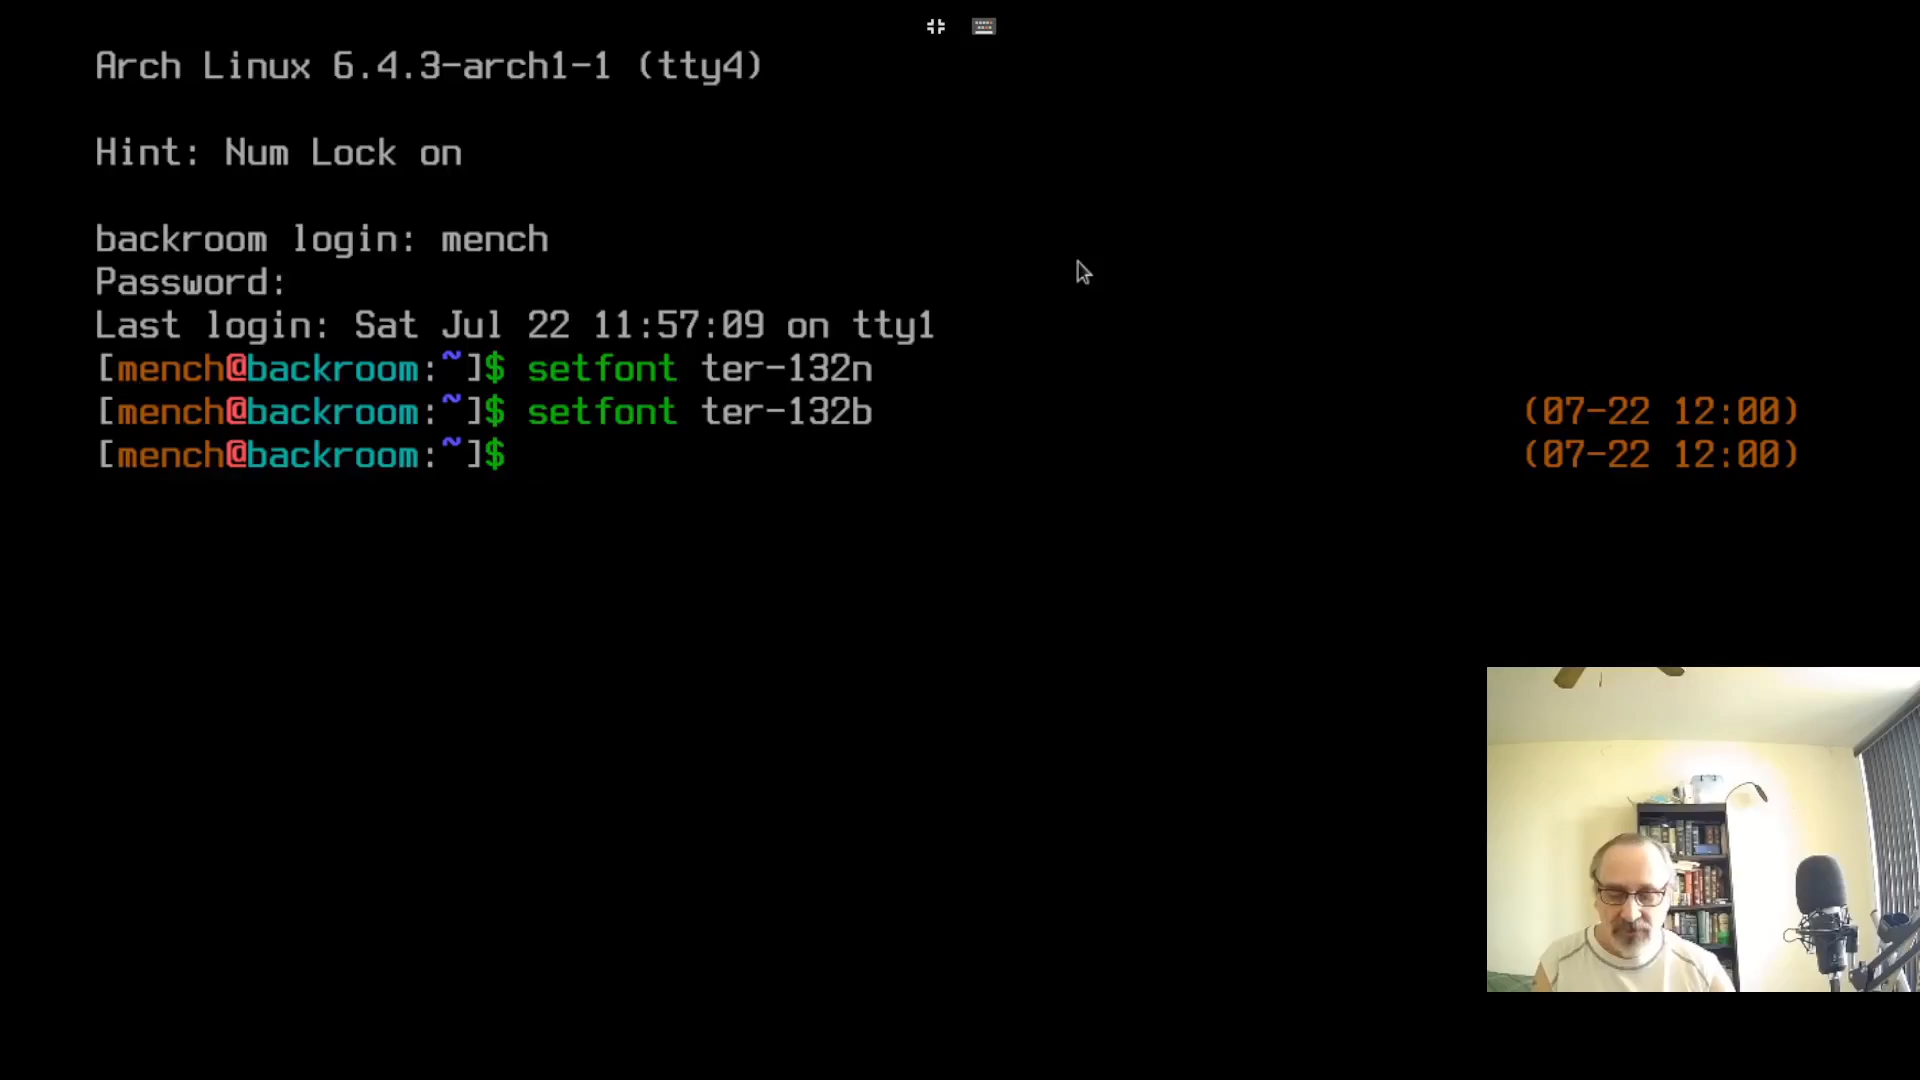 Arch Linux 6.4.3-arch1-1 (tty4)
Hint: Num Lock on
backroom login: mench
Password:
Last login: Sat Jul 22 11:57:09 on tty1
[mench@backroom:~]$ setfont ter-132n
[mench@backroom:~]$ setfont ter-132b (07-22 12:00)
[mench@backroom:~]$ (07-22 12:00)